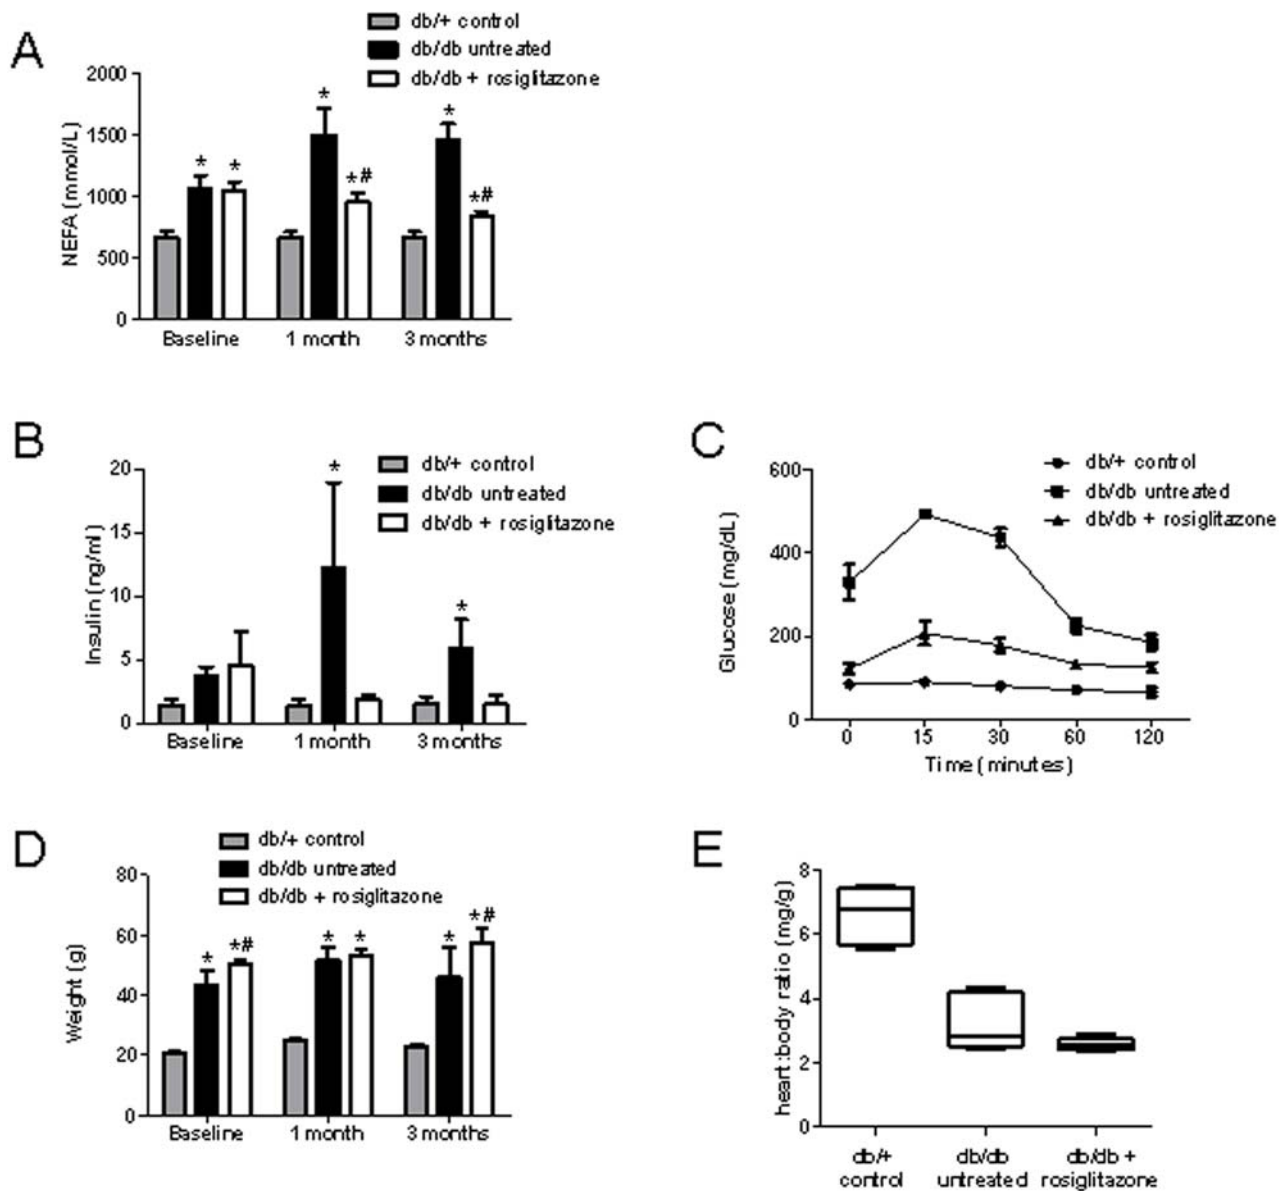 A
db/+ control
db/db untreated
db/db + rosiglitazone
NEFA (mmol/L)
2000
1500
1000
500
0
* * * *# * *#
Baseline 1 month 3 months
B
db/+ control
db/db untreated
db/db + rosiglitazone
Insulin (ng/ml)
20
15
10
5
0
* *
Baseline 1 month 3 months
C
db/+ control
db/db untreated
db/db + rosiglitazone
Glucose (mg/dL)
600
400
200
0
0 15 30 60 120
Time (minutes)
D
db/+ control
db/db untreated
db/db + rosiglitazone
Weight (g)
80
60
40
20
0
* *# * * * *#
Baseline 1 month 3 months
E
heart:body ratio (mg/g)
8
6
4
2
0
db/+ control
db/db untreated
db/db + rosiglitazone